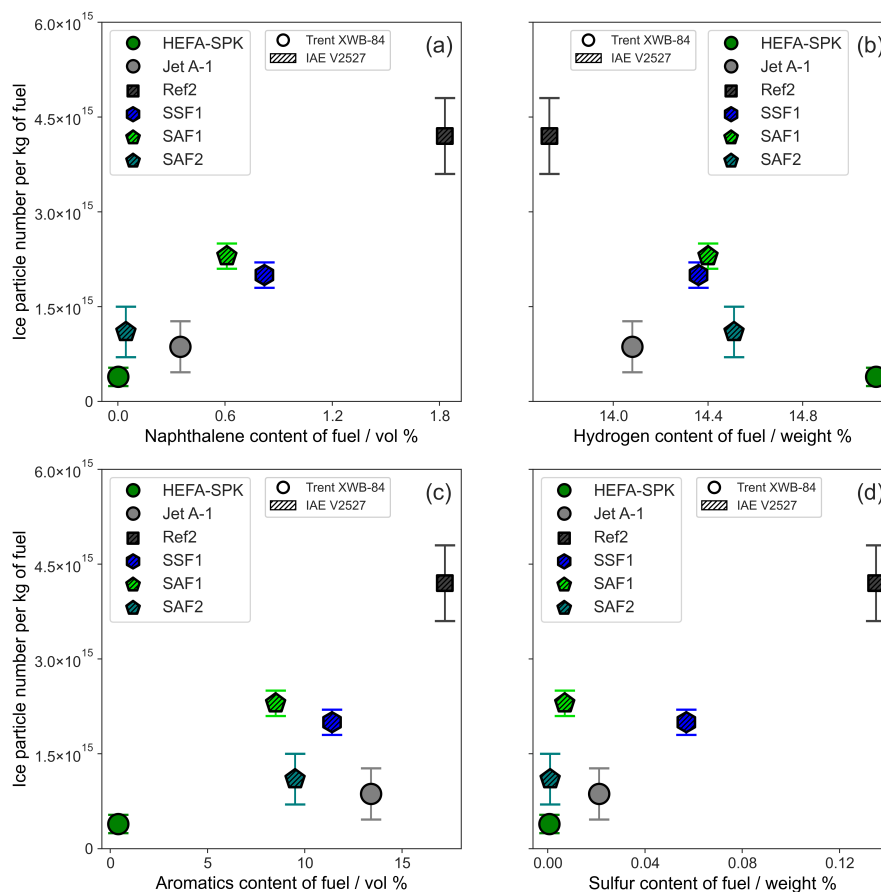 6.0×10¹⁵
4.5×10¹⁵
3.0×10¹⁵
1.5×10¹⁵
0
Ice particle number per kg of fuel
HEFA-SPK
Jet A-1
Ref2
SSF1
SAF1
SAF2
Trent XWB-84
IAE V2527
(a)
0.0 0.6 1.2 1.8
Naphthalene content of fuel / vol %
Trent XWB-84
IAE V2527
HEFA-SPK
Jet A-1
Ref2
SSF1
SAF1
SAF2
(b)
14.0 14.4 14.8
Hydrogen content of fuel / weight %
6.0×10¹⁵
4.5×10¹⁵
3.0×10¹⁵
1.5×10¹⁵
0
Ice particle number per kg of fuel
HEFA-SPK
Jet A-1
Ref2
SSF1
SAF1
SAF2
Trent XWB-84
IAE V2527
(c)
0 5 10 15
Aromatics content of fuel / vol %
HEFA-SPK
Jet A-1
Ref2
SSF1
SAF1
SAF2
Trent XWB-84
IAE V2527
(d)
0.00 0.04 0.08 0.12
Sulfur content of fuel / weight %